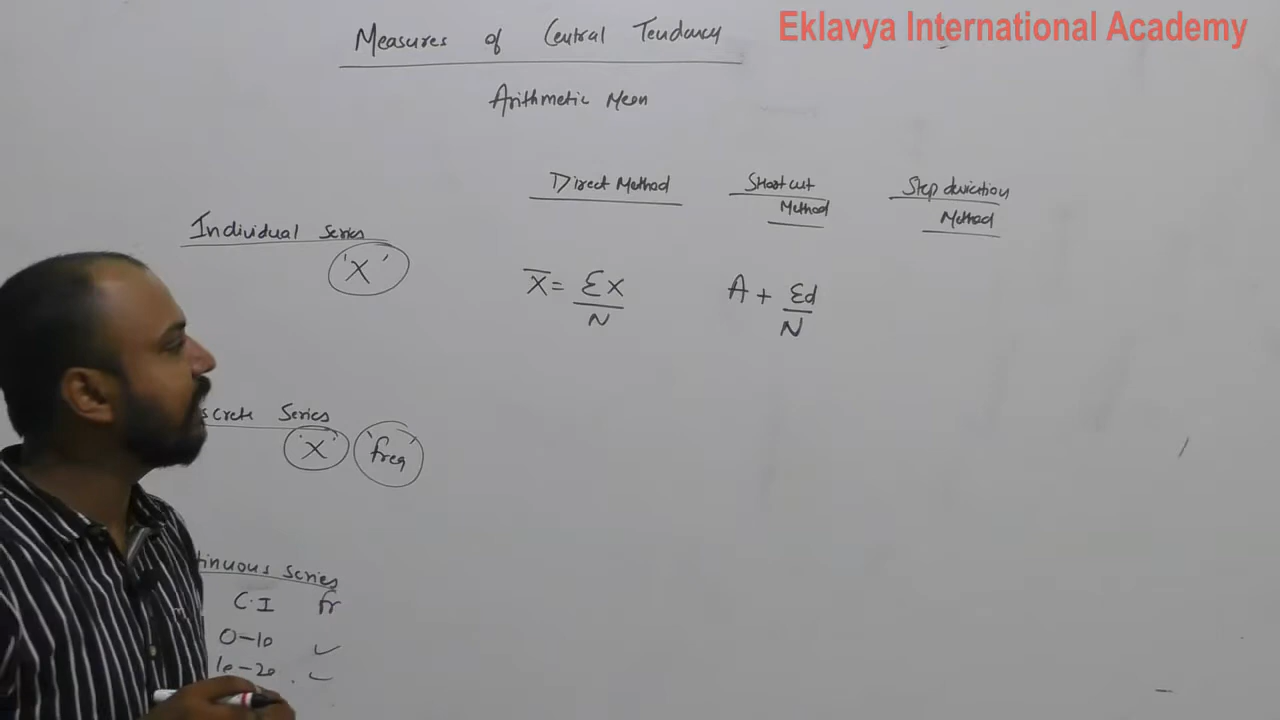 Eklavya International Academy
Measures of Central Tendancy
Arithmetic Mean
Direct Method
Shortcut
Method
Step deviation
Method
Individual Series
'X'
X̄ = ΣX / N
A + Σd / N
screte Series
'X' 'freq'
tinuous Series
C.I fr
0-10 ✓
10-20 ✓